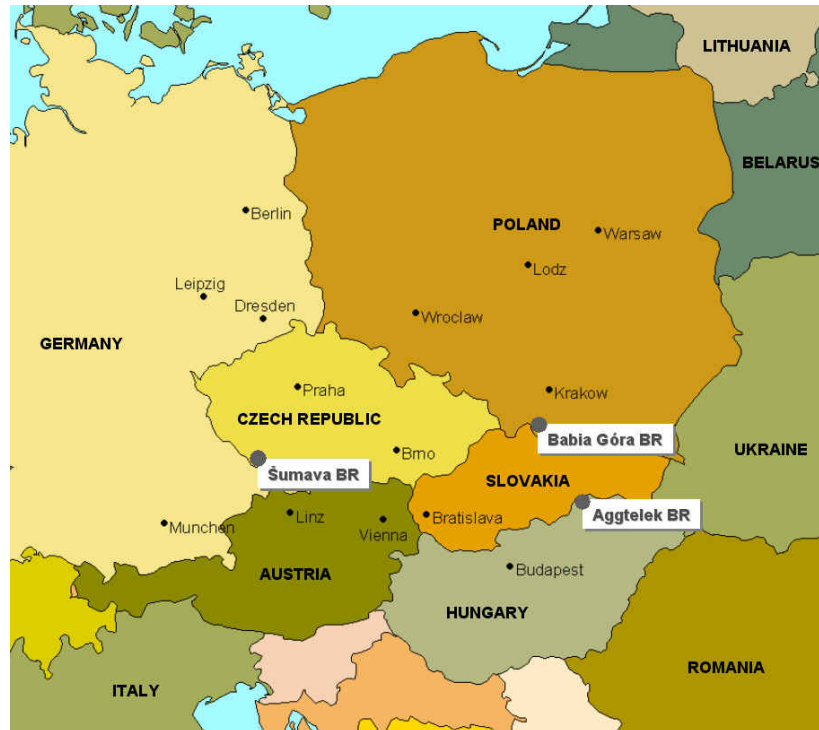 LITHUANIA
BELARUS
Berlin
POLAND
Warsaw
Lodz
Leipzig
Dresden
Wroclaw
GERMANY
Praha
Krakow
CZECH REPUBLIC
Babia Góra BR
UKRAINE
Brno
Šumava BR
SLOVAKIA
Linz
Bratislava
Aggtelek BR
Munchen
Vienna
Budapest
AUSTRIA
HUNGARY
ROMANIA
ITALY